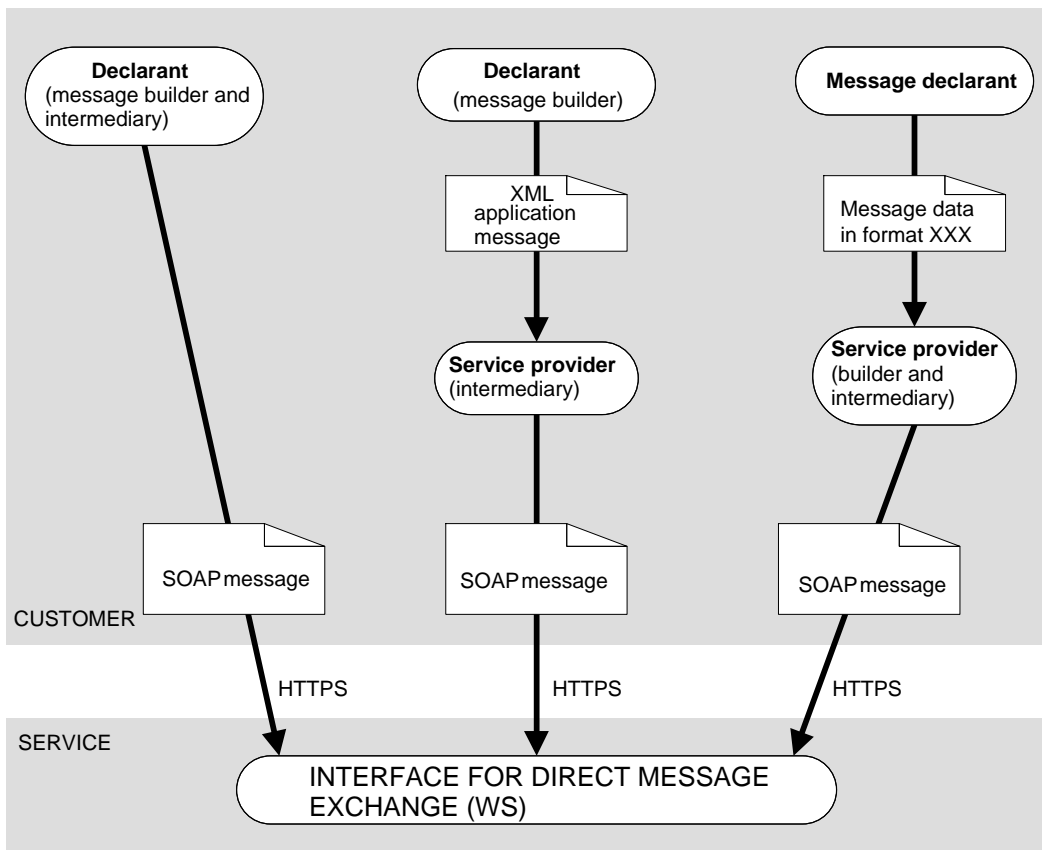 Declarant
(message builder and
intermediary)
Declarant
(message builder)
Message declarant
XML
application
message
Message data
in format XXX
Service provider
(intermediary)
Service provider
(builder and
intermediary)
SOAP message
SOAP message
SOAP message
CUSTOMER
HTTPS
HTTPS
HTTPS
SERVICE
INTERFACE FOR DIRECT MESSAGE
EXCHANGE (WS)